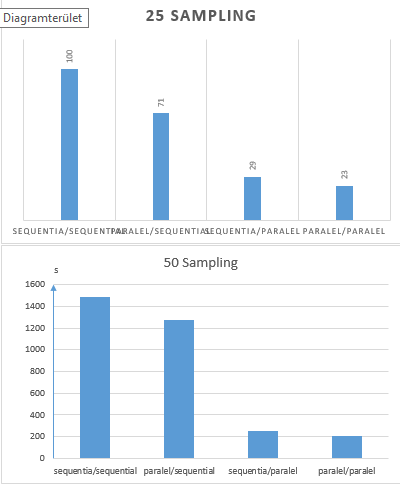 Diagramterület
25 SAMPLING
100
71
29
23
SEQUENTIA/SEQUENTIAL
PARALEL/SEQUENTIAL
SEQUENTIA/PARALEL
PARALEL/PARALEL
50 Sampling
s
1600
1400
1200
1000
800
600
400
200
0
sequentia/sequential
paralel/sequential
sequentia/paralel
paralel/paralel